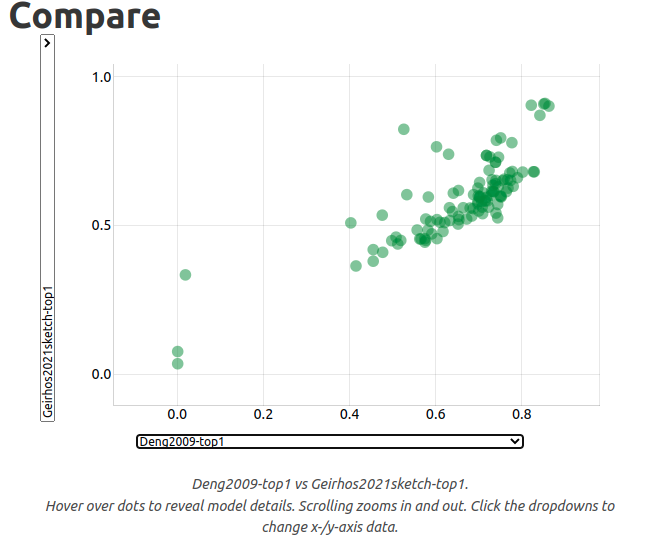 Compare
Geirhos2021sketch-top1
1.0
0.5
0.0
0.0 0.2 0.4 0.6 0.8
Deng2009-top1
Deng2009-top1 vs Geirhos2021sketch-top1.
Hover over dots to reveal model details. Scrolling zooms in and out. Click the dropdowns to
change x-/y-axis data.